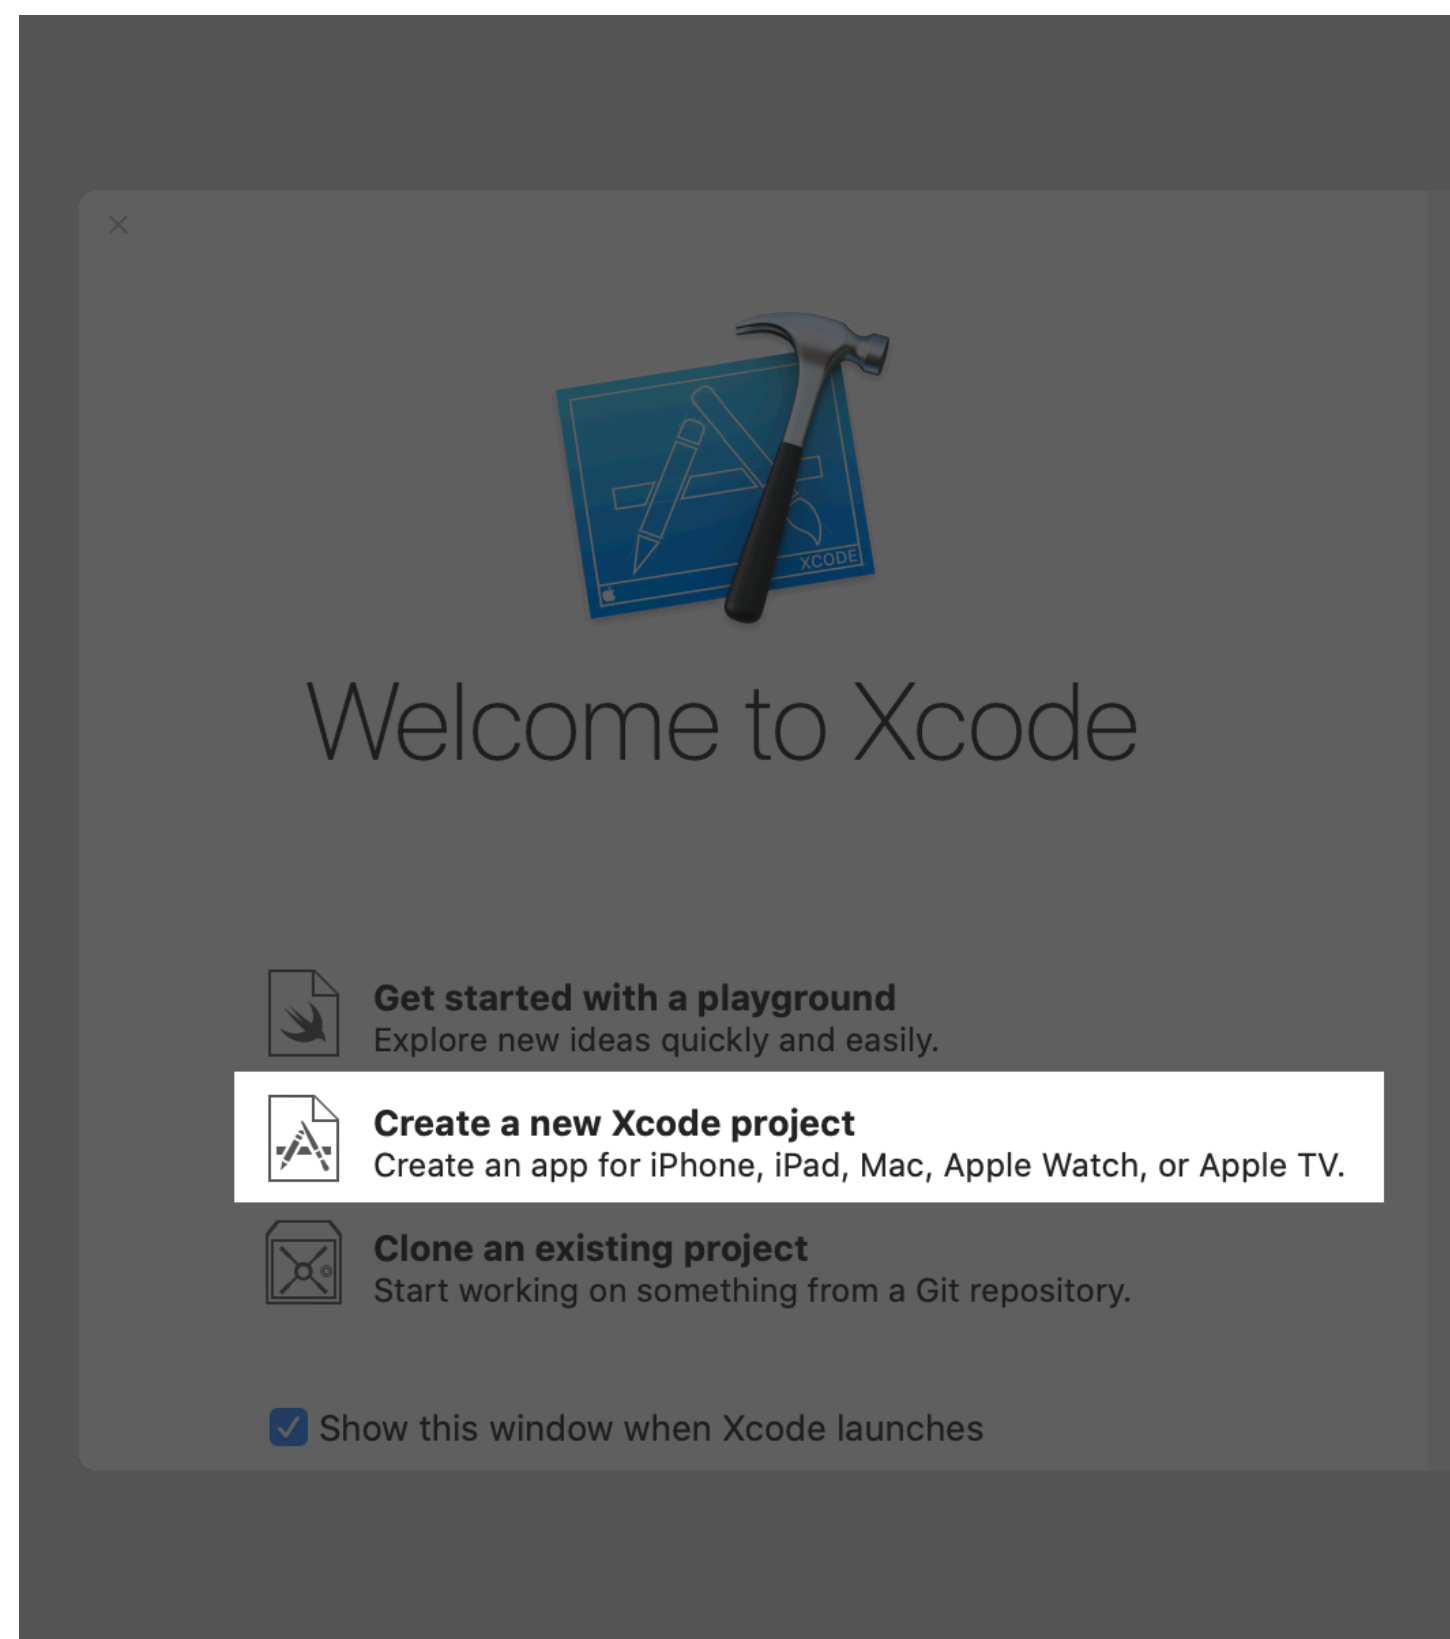 XCODE
Welcome to Xcode
Get started with a playground
Explore new ideas quickly and easily.
Create a new Xcode project
Create an app for iPhone, iPad, Mac, Apple Watch, or Apple TV.
Clone an existing project
Start working on something from a Git repository.
Show this window when Xcode launches